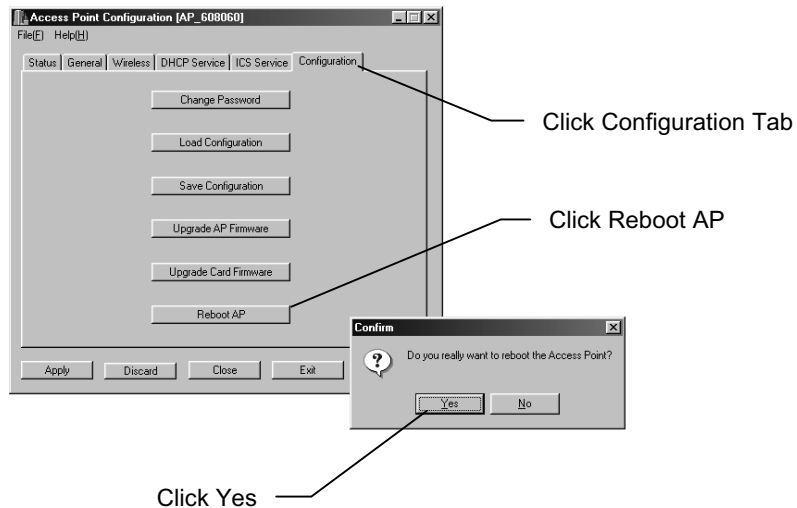 Access Point Configuration [AP_608060]
File(F) Help(H)
Status General Wireless DHCP Service ICS Service Configuration
Change Password
Click Configuration Tab
Load Configuration
Save Configuration
Upgrade AP Firmware
Click Reboot AP
Upgrade Card Firmware
Reboot AP
Confirm
Do you really want to reboot the Access Point?
Apply Discard Close Exit
Yes No
Click Yes